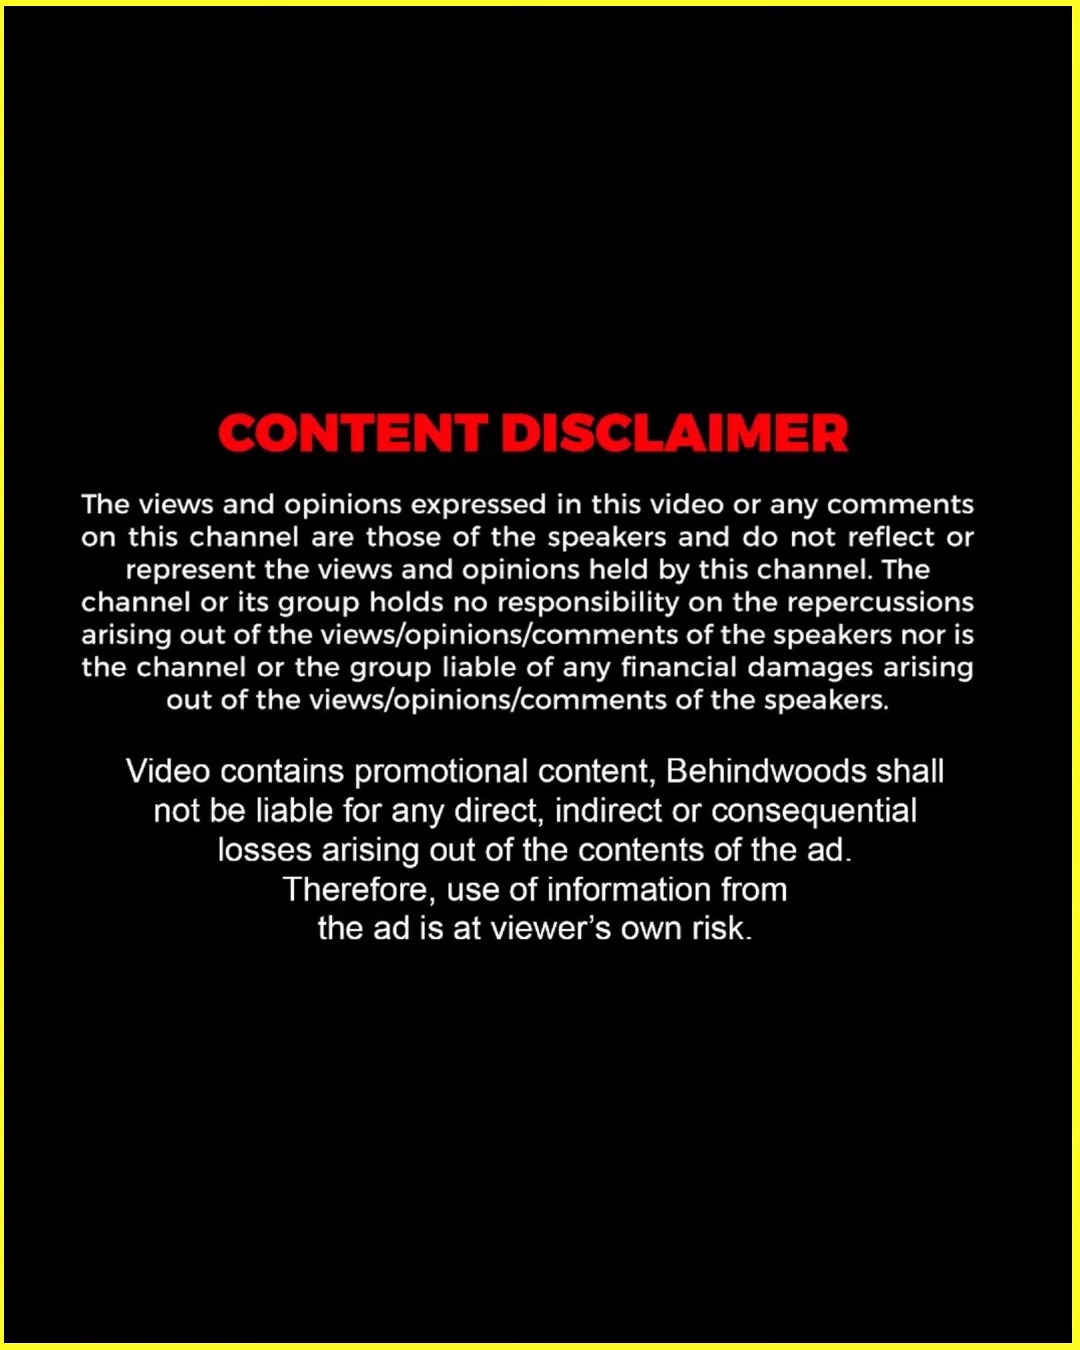 CONTENT DISCLAIMER
The views and opinions expressed in this video or any comments
on this channel are those of the speakers and do not reflect or
represent the views and opinions held by this channel. The
channel or its group holds no responsibility on the repercussions
arising out of the views/opinions/comments of the speakers nor is
the channel or the group liable of any financial damages arising
out of the views/opinions/comments of the speakers.
Video contains promotional content, Behindwoods shall
not be liable for any direct, indirect or consequential
losses arising out of the contents of the ad.
Therefore, use of information from
the ad is at viewer’s own risk.